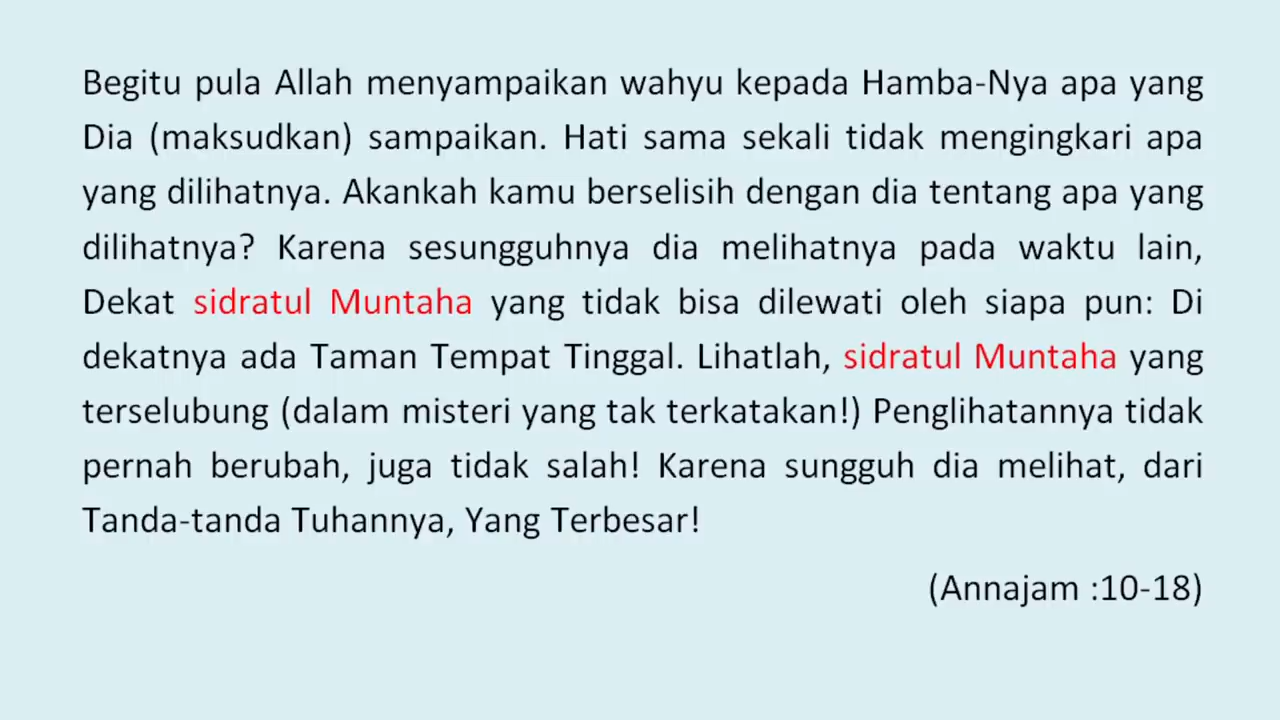 Begitu pula Allah menyampaikan wahyu kepada Hamba-Nya apa yang
Dia (maksudkan) sampaikan. Hati sama sekali tidak mengingkari apa
yang dilihatnya. Akankah kamu berselisih dengan dia tentang apa yang
dilihatnya? Karena sesungguhnya dia melihatnya pada waktu lain,
Dekat sidratul Muntaha yang tidak bisa dilewati oleh siapa pun: Di
dekatnya ada Taman Tempat Tinggal. Lihatlah, sidratul Muntaha yang
terselubung (dalam misteri yang tak terkatakan!) Penglihatannya tidak
pernah berubah, juga tidak salah! Karena sungguh dia melihat, dari
Tanda-tanda Tuhannya, Yang Terbesar!
(Annajam :10-18)